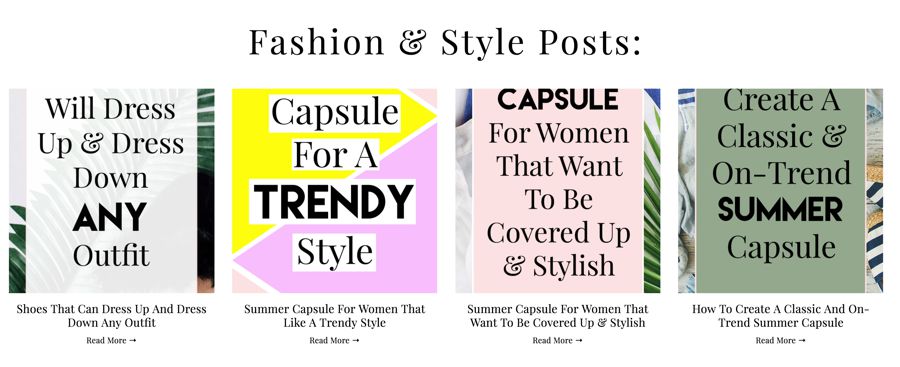 Fashion & Style Posts:
Will Dress
Up & Dress
Down
ANY
Outfit
Shoes That Can Dress Up And Dress
Down Any Outfit
Read More →
Capsule
For A
TRENDY
Style
Summer Capsule For Women That
Like A Trendy Style
Read More →
CAPSULE
For Women
That Want
To Be
Covered Up
& Stylish
Summer Capsule For Women That
Want To Be Covered Up & Stylish
Read More →
Create A
Classic &
On-Trend
SUMMER
Capsule
How To Create A Classic And On-
Trend Summer Capsule
Read More →